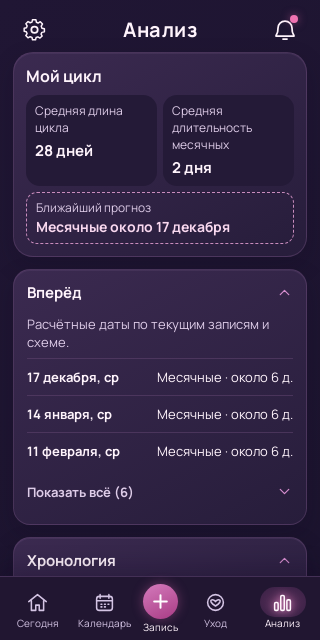 Анализ
Мой цикл
Средняя длина
цикла
28 дней
Средняя
длительность
месячных
2 дня
Ближайший прогноз
Месячные около 17 декабря
Вперёд
Расчётные даты по текущим записям и
схеме.
17 декабря, ср Месячные · около 6 д.
14 января, ср Месячные · около 6 д.
11 февраля, ср Месячные · около 6 д.
Показать всё (6)
Хронология
Сегодня Календарь Запись Уход Анализ